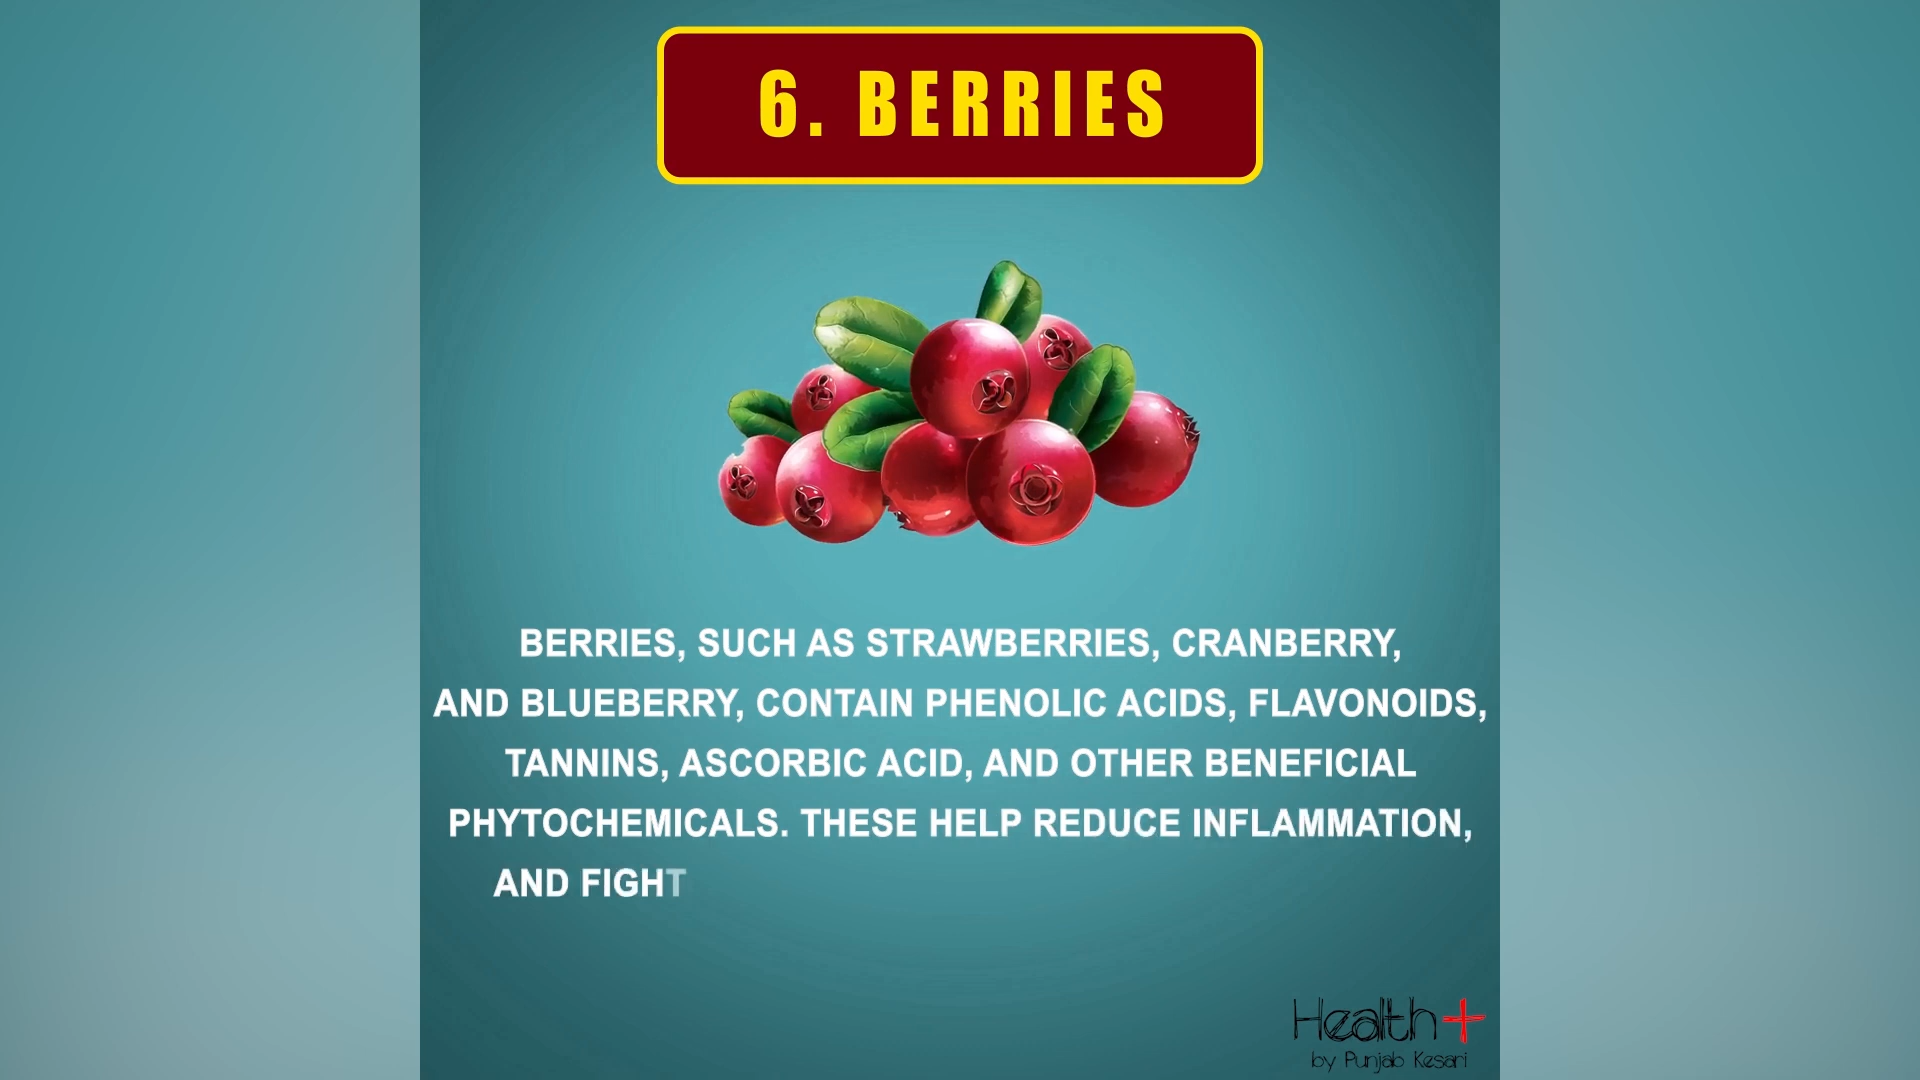 6. BERRIES
BERRIES, SUCH AS STRAWBERRIES, CRANBERRY,
AND BLUEBERRY, CONTAIN PHENOLIC ACIDS, FLAVONOIDS,
TANNINS, ASCORBIC ACID, AND OTHER BENEFICIAL
PHYTOCHEMICALS. THESE HELP REDUCE INFLAMMATION,
AND FIGHT
Health+
by Punjab Kesari